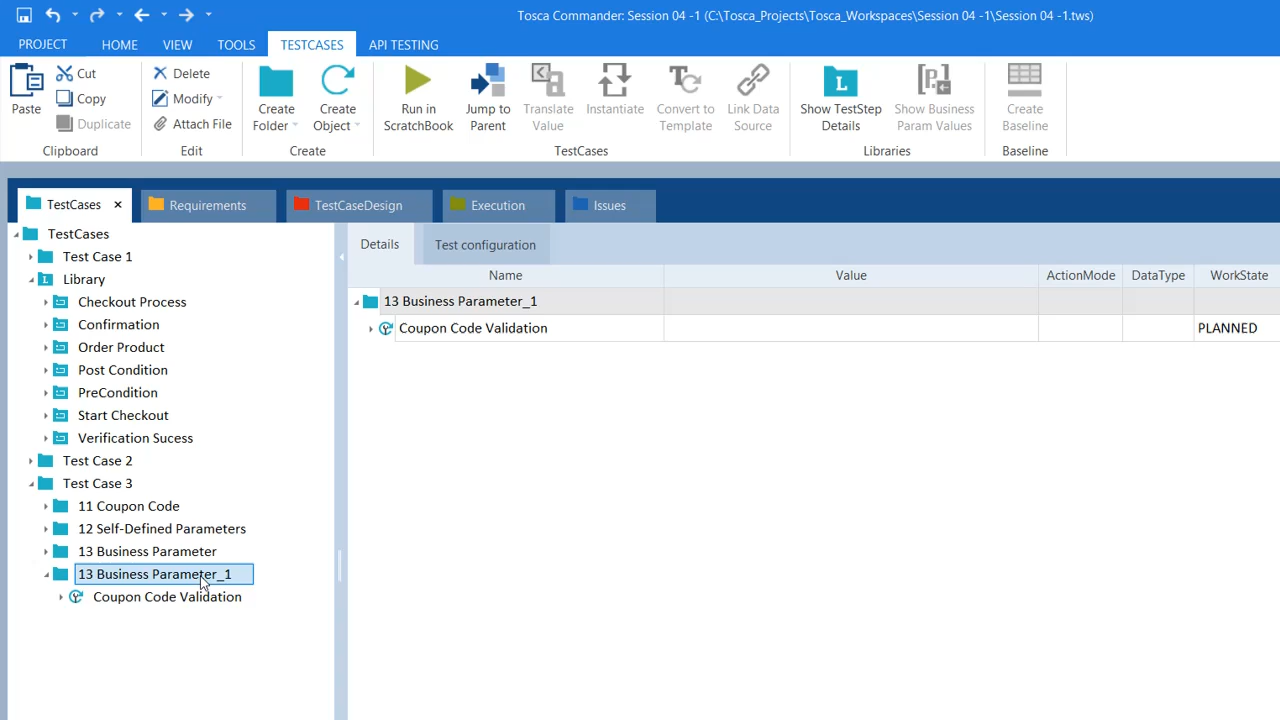 Tosca Commander: Session 04 -1 (C:\Tosca_Projects\Tosca_Workspaces\Session 04 -1\Session 04 -1.tws)
PROJECT HOME VIEW TOOLS TESTCASES API TESTING
Paste
Cut
Copy
Duplicate
Clipboard
Delete
Modify
Attach File
Edit
Create Folder
Create Object
Create
Run in ScratchBook
Jump to Parent
Translate Value
Instantiate
Convert to Template
Link Data Source
TestCases
Show TestStep Details
Show Business Param Values
Libraries
Create Baseline
Baseline
TestCases × Requirements TestCaseDesign Execution Issues
TestCases
Test Case 1
Library
Checkout Process
Confirmation
Order Product
Post Condition
PreCondition
Start Checkout
Verification Sucess
Test Case 2
Test Case 3
11 Coupon Code
12 Self-Defined Parameters
13 Business Parameter
13 Business Parameter_1
Coupon Code Validation
Details Test configuration
Name Value ActionMode DataType WorkState
13 Business Parameter_1
Coupon Code Validation PLANNED